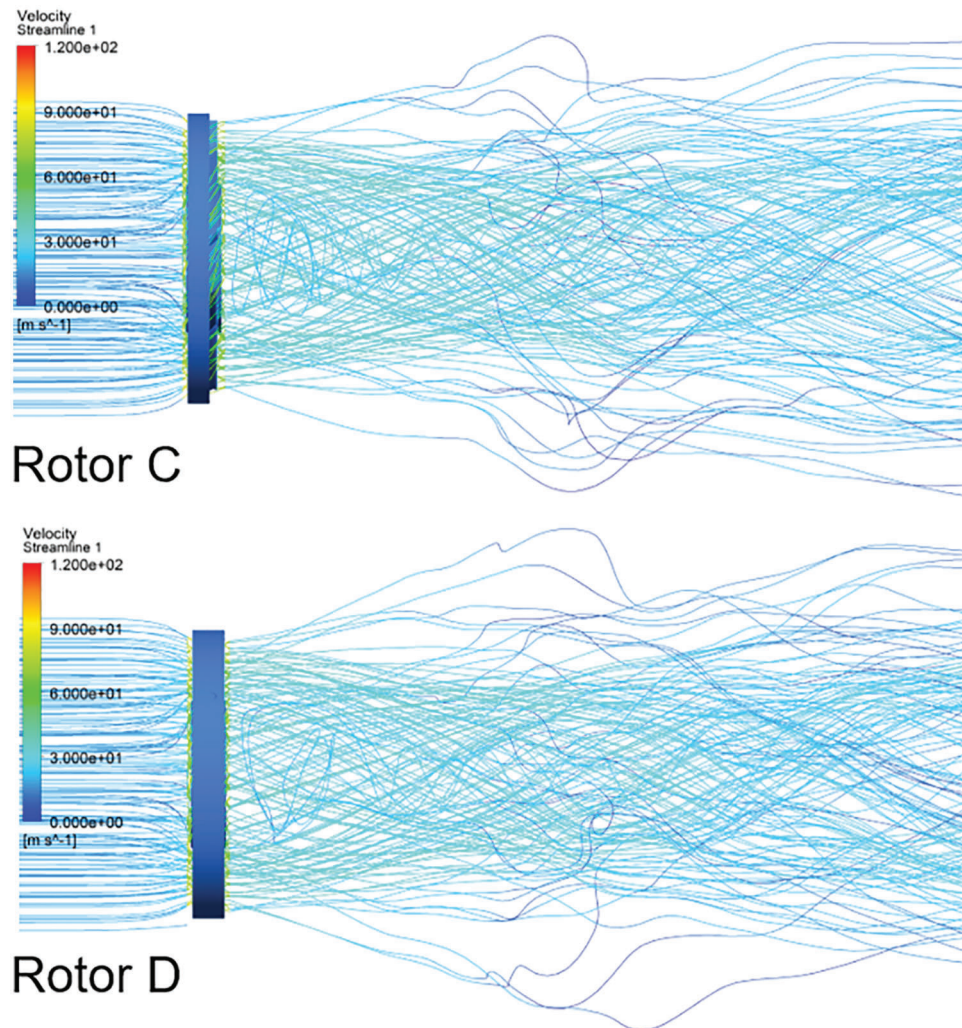 Velocity
Streamline 1
1.200e+02
9.000e+01
6.000e+01
3.000e+01
0.000e+00
[m s^-1]
Rotor C
Velocity
Streamline 1
1.200e+02
9.000e+01
6.000e+01
3.000e+01
0.000e+00
[m s^-1]
Rotor D